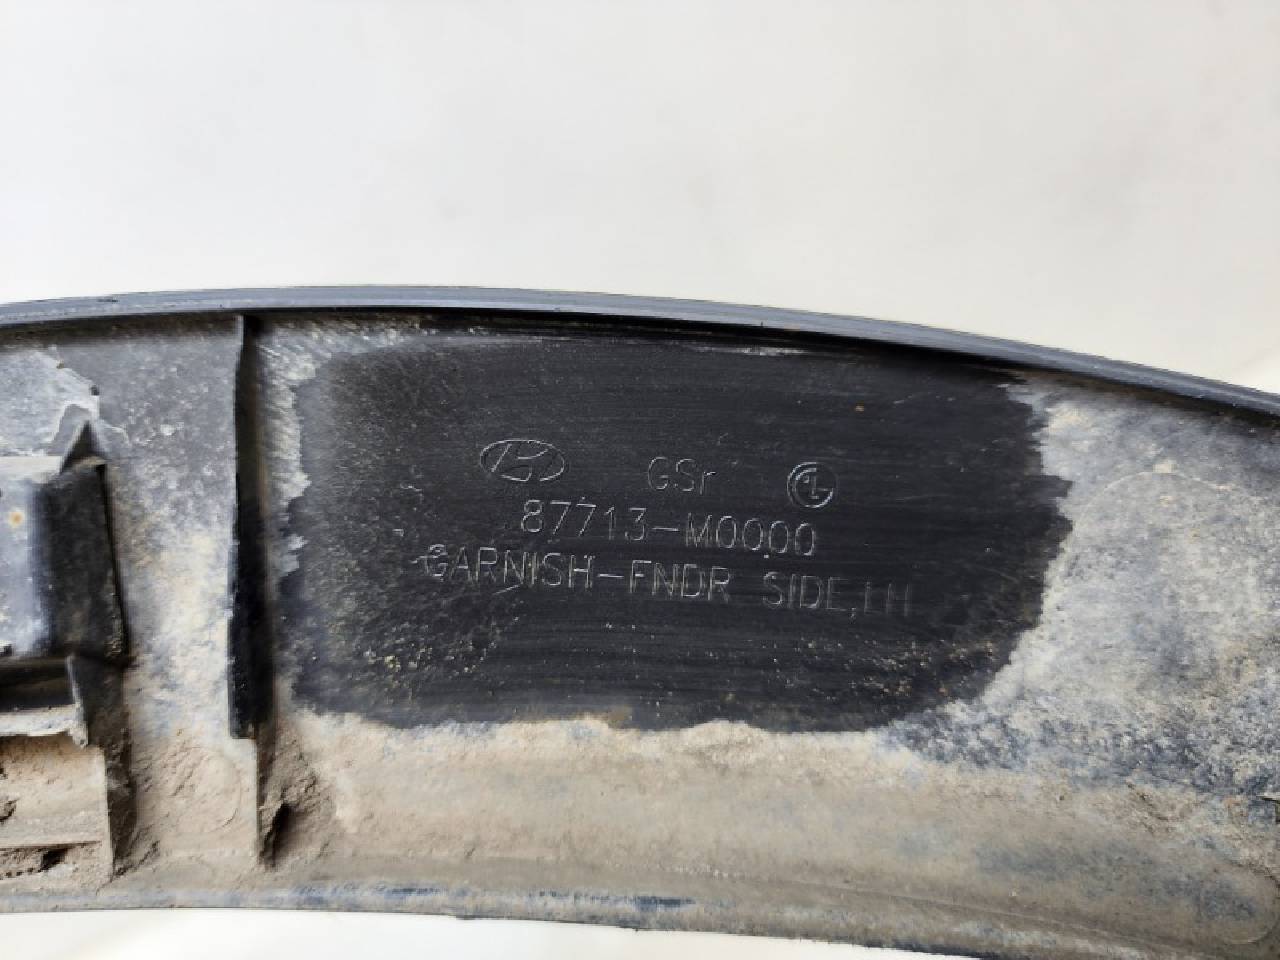 GSr
87713-M0000
GARNISH-FNDR SIDE,LH